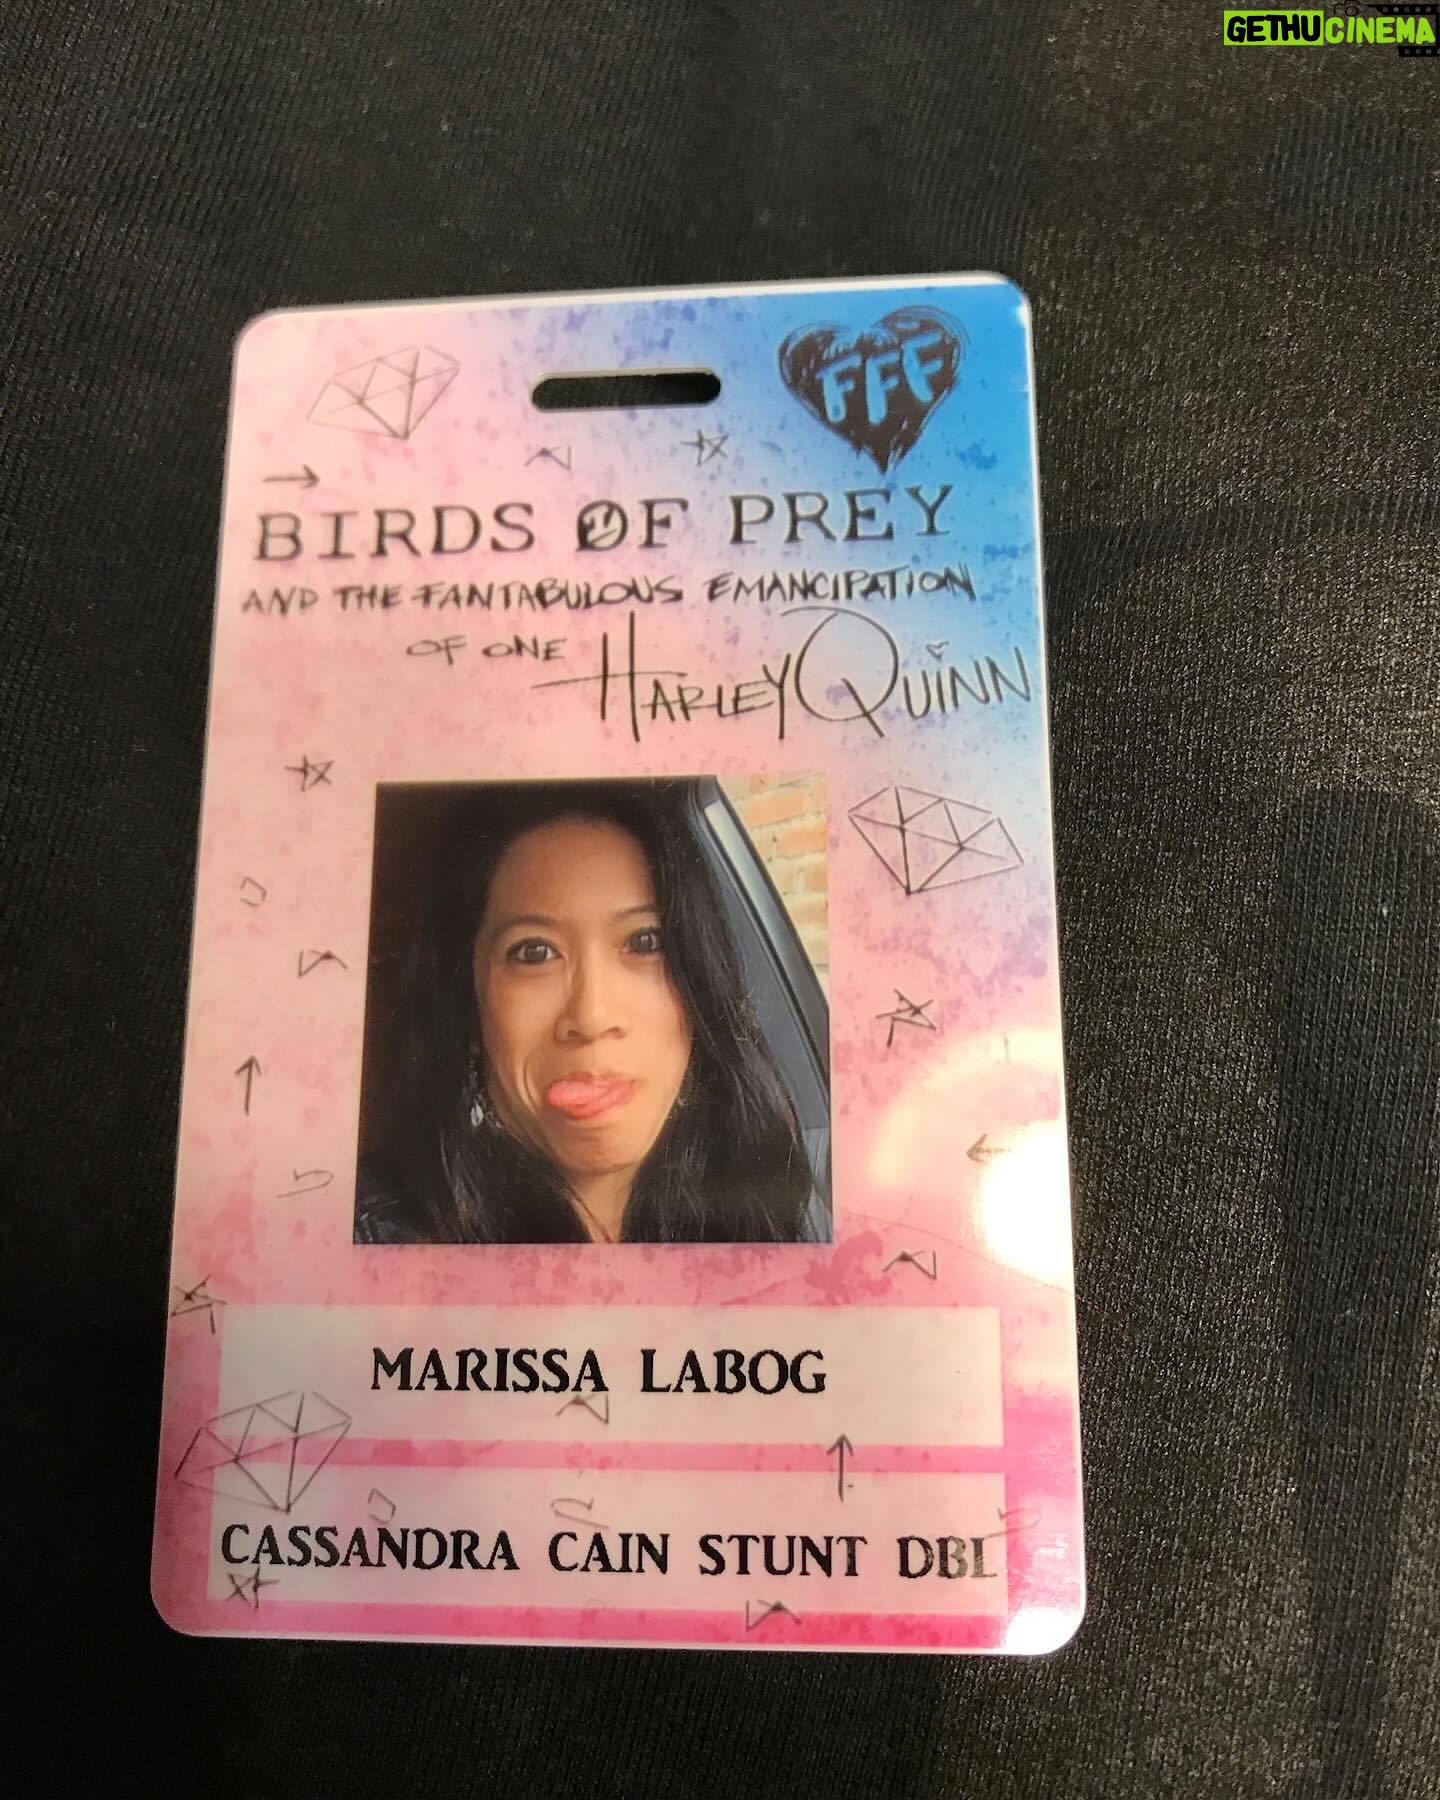 GETHUCINEMA
FFF
BIRDS OF PREY
AND THE FANTABULOUS EMANCIPATION
OF ONE HARLEY QUINN
MARISSA LABOG
CASSANDRA CAIN STUNT DBL